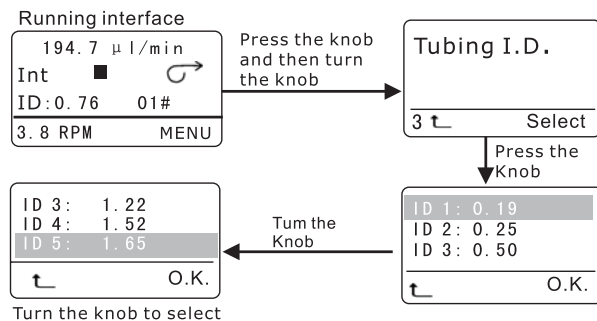 Running interface
194.7 μl/min
Int
ID:0.76 01#
3.8 RPM MENU
Press the knob
and then turn
the knob
Tubing I.D.
3 Select
Press the
Knob
ID 1: 0.19
ID 2: 0.25
ID 3: 0.50
O.K.
Tum the
Knob
ID 3: 1.22
ID 4: 1.52
ID 5: 1.65
O.K.
Turn the knob to select